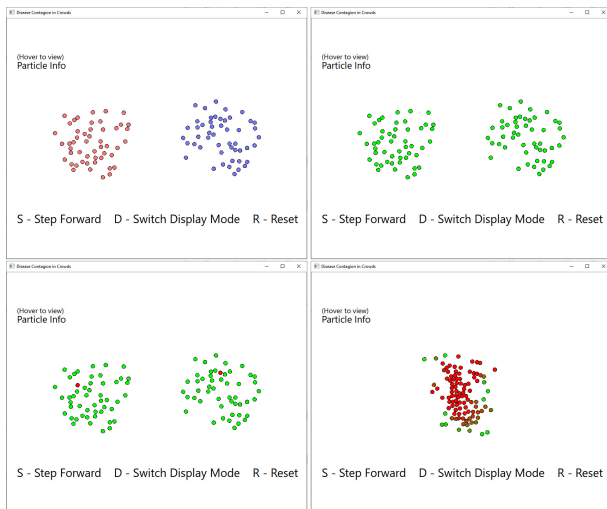 Disease Contagion in Crowds
(Hover to view)
Particle Info
S - Step Forward D - Switch Display Mode R - Reset
Disease Contagion in Crowds
(Hover to view)
Particle Info
S - Step Forward D - Switch Display Mode R - Reset
Disease Contagion in Crowds
(Hover to view)
Particle Info
S - Step Forward D - Switch Display Mode R - Reset
Disease Contagion in Crowds
(Hover to view)
Particle Info
S - Step Forward D - Switch Display Mode R - Reset